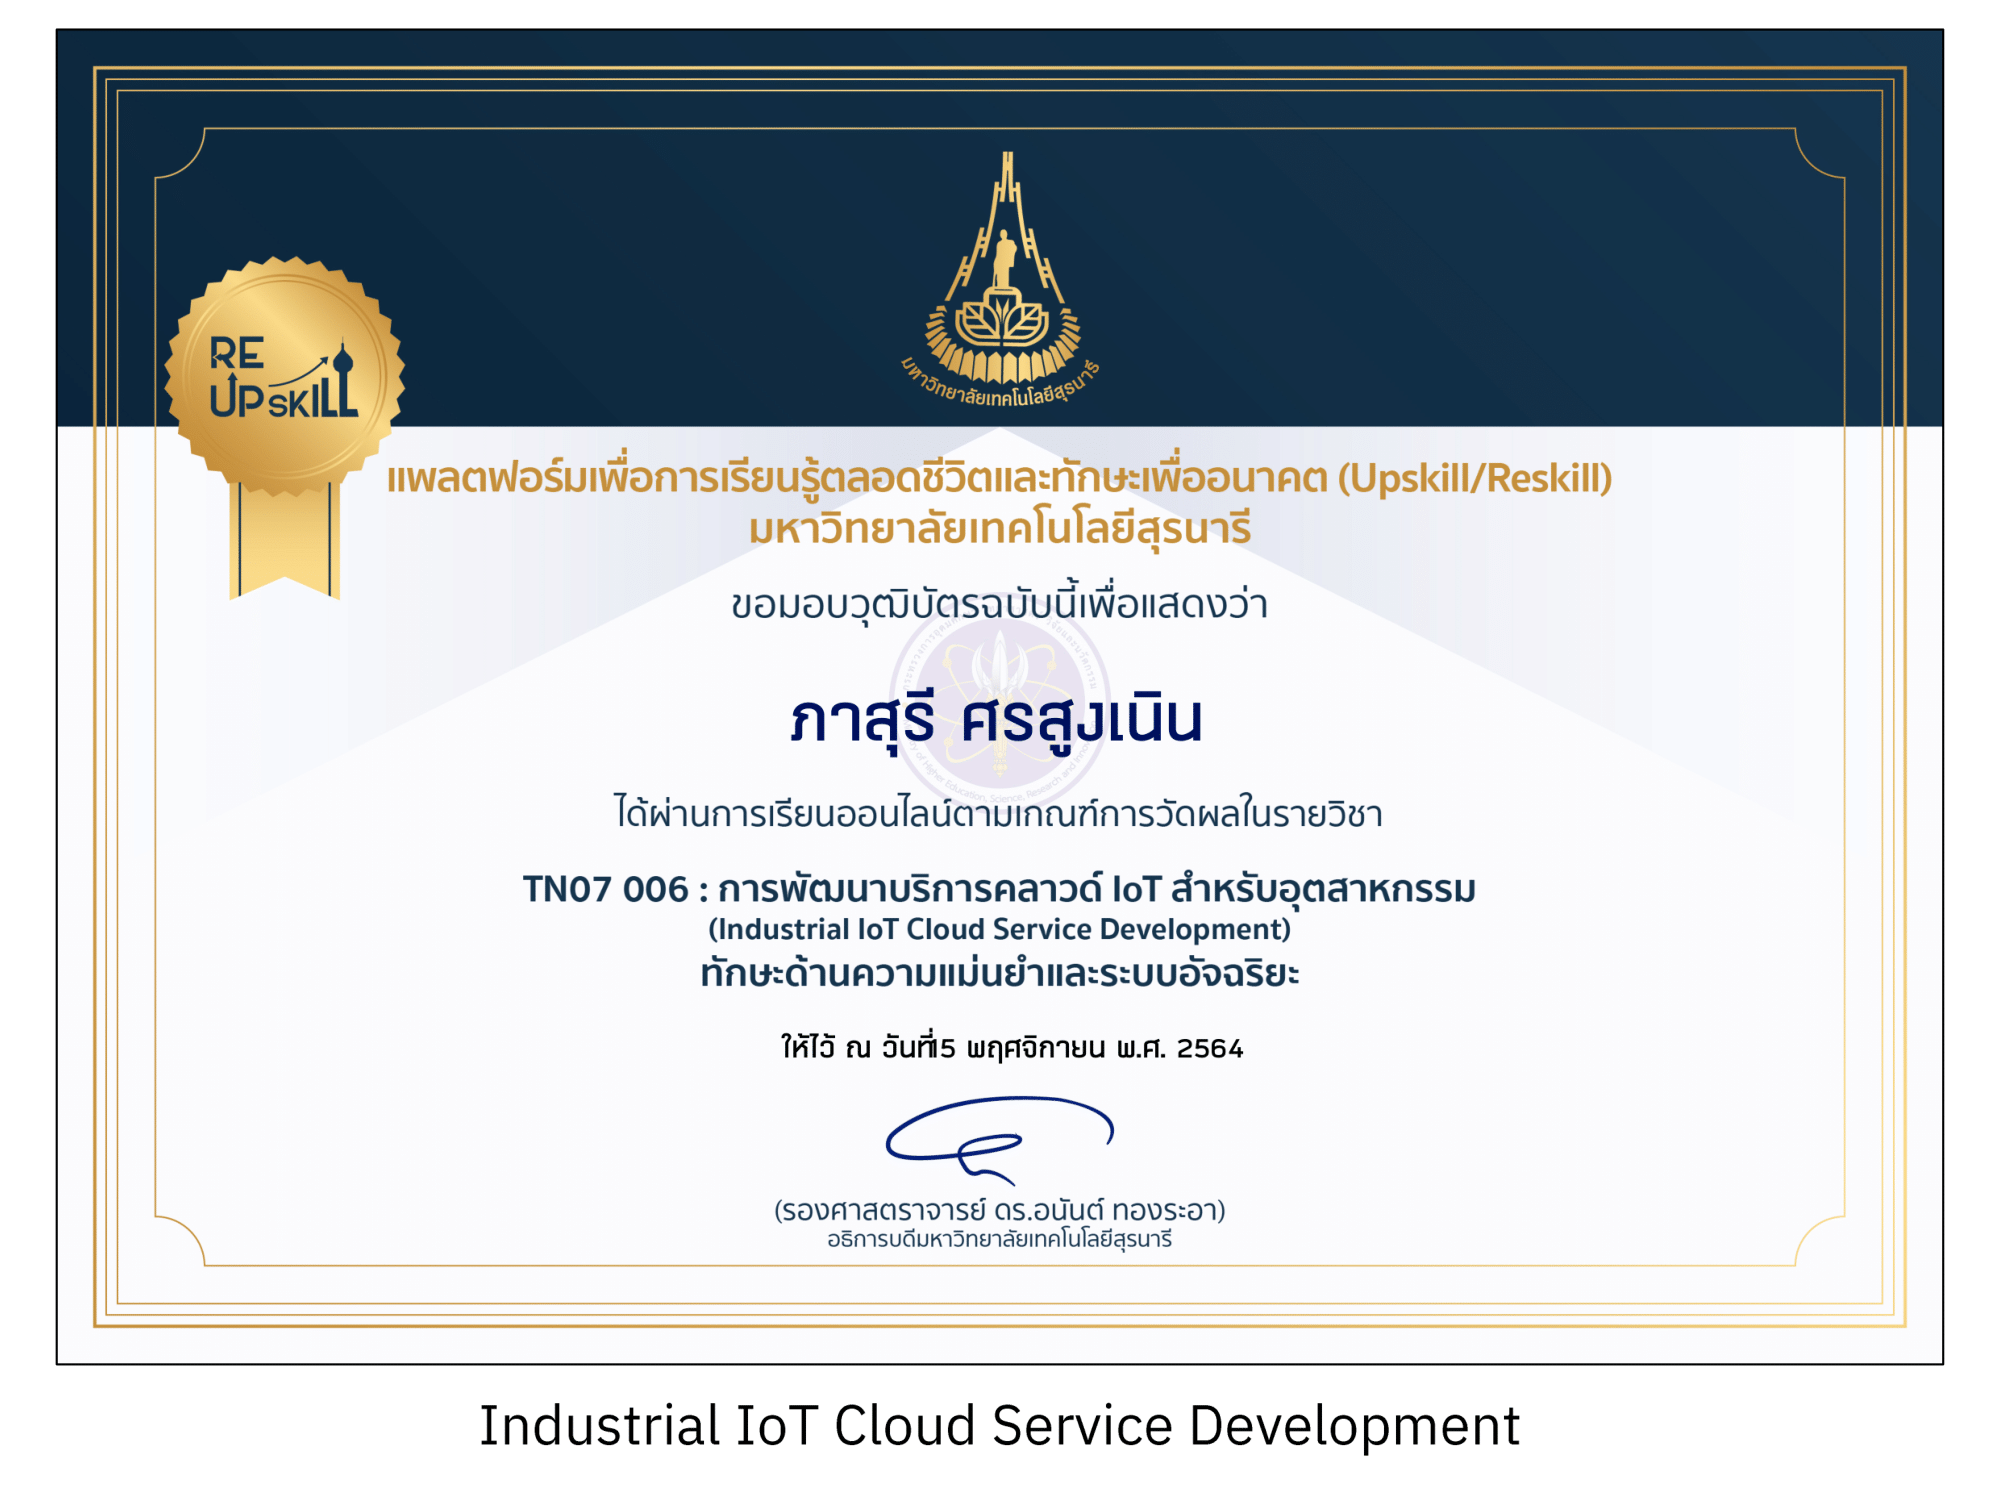 มหาวิทยาลัยเทคโนโลยีสุรนารี
RE
UPSKILL
แพลตฟอร์มเพื่อการเรียนรู้ตลอดชีวิตและทักษะเพื่ออนาคต (Upskill/Reskill)
มหาวิทยาลัยเทคโนโลยีสุรนารี
ขอมอบวุฒิบัตรฉบับนี้เพื่อแสดงว่า
ภาสุรี ศรสูงเนิน
ได้ผ่านการเรียนออนไลน์ตามเกณฑ์การวัดผลในรายวิชา
TN07 006 : การพัฒนาบริการคลาวด์ IoT สำหรับอุตสาหกรรม
(Industrial IoT Cloud Service Development)
ทักษะด้านความแม่นยำและระบบอัจฉริยะ
ให้ไว้ ณ วันที่15 พฤศจิกายน พ.ศ. 2564
(รองศาสตราจารย์ ดร.อนันต์ ทองระอา)
อธิการบดีมหาวิทยาลัยเทคโนโลยีสุรนารี
Industrial IoT Cloud Service Development